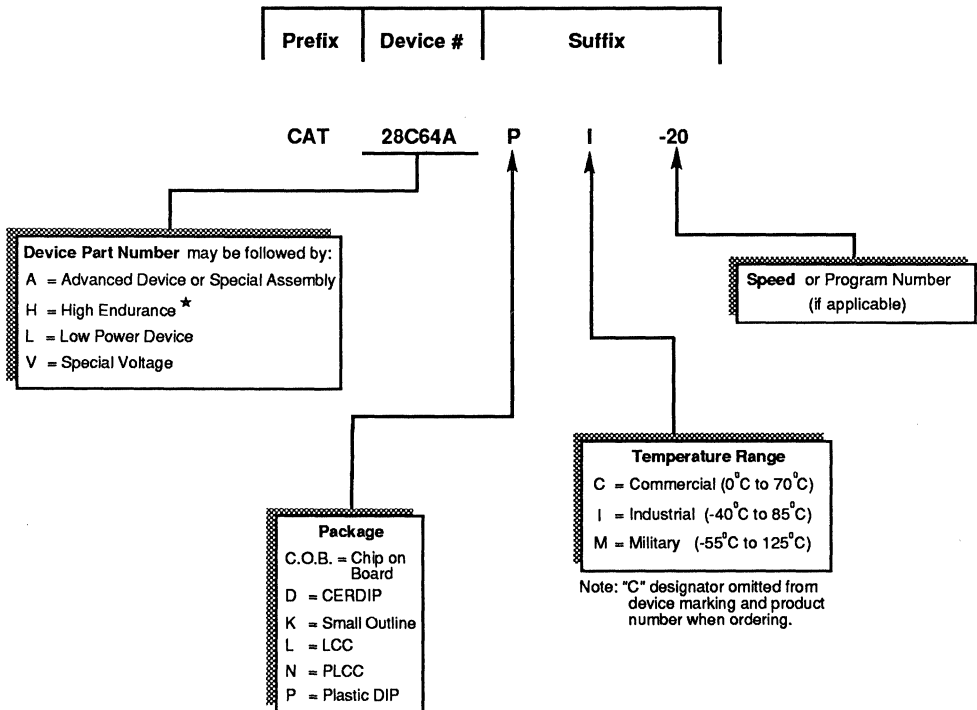 Prefix Device # Suffix
CAT 28C64A P I -20
Device Part Number may be followed by:
A = Advanced Device or Special Assembly
H = High Endurance ★
L = Low Power Device
V = Special Voltage
Speed or Program Number
(if applicable)
Temperature Range
C = Commercial (0°C to 70°C)
I = Industrial (-40°C to 85°C)
M = Military (-55°C to 125°C)
Note: "C" designator omitted from
device marking and product
number when ordering.
Package
C.O.B. = Chip on
Board
D = CERDIP
K = Small Outline
L = LCC
N = PLCC
P = Plastic DIP